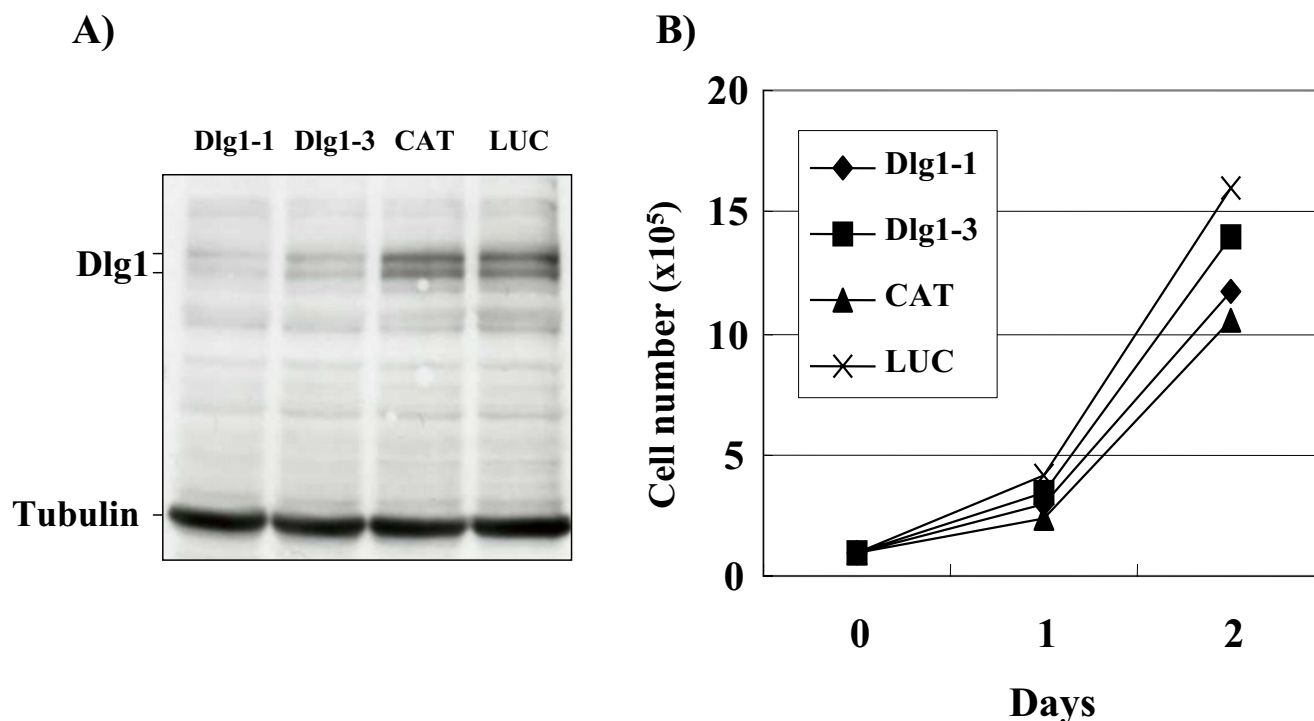 A)
Dlg1-1 Dlg1-3 CAT LUC
Dlg1
Tubulin
B)
20
15
10
5
0
Cell number (x10⁵)
Dlg1-1
Dlg1-3
CAT
LUC
0 1 2
Days